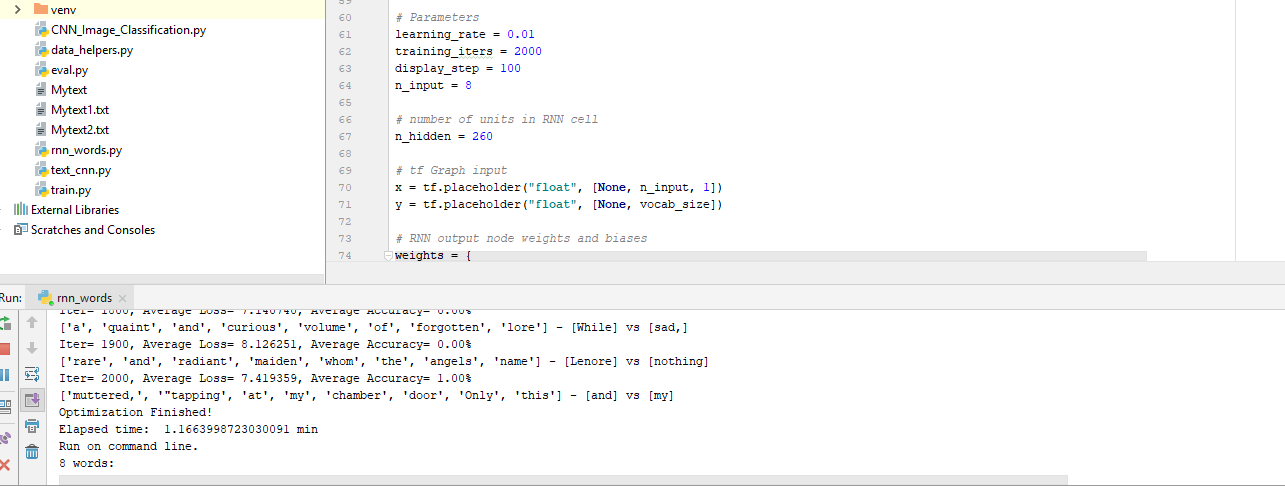 venv
CNN_Image_Classification.py
data_helpers.py
eval.py
Mytext
Mytext1.txt
Mytext2.txt
rnn_words.py
text_cnn.py
train.py
External Libraries
Scratches and Consoles
59
60 # Parameters
61 learning_rate = 0.01
62 training_iters = 2000
63 display_step = 100
64 n_input = 8
65
66 # number of units in RNN cell
67 n_hidden = 260
68
69 # tf Graph input
70 x = tf.placeholder("float", [None, n_input, 1])
71 y = tf.placeholder("float", [None, vocab_size])
72
73 # RNN output node weights and biases
74 weights = {
Run: rnn_words
Iter= 1800, Average Loss= 7.140740, Average Accuracy= 0.00%
['a', 'quaint', 'and', 'curious', 'volume', 'of', 'forgotten', 'lore'] - [While] vs [sad,]
Iter= 1900, Average Loss= 8.126251, Average Accuracy= 0.00%
['rare', 'and', 'radiant', 'maiden', 'whom', 'the', 'angels', 'name'] - [Lenore] vs [nothing]
Iter= 2000, Average Loss= 7.419359, Average Accuracy= 1.00%
['muttered,', '"tapping', 'at', 'my', 'chamber', 'door', 'Only', 'this'] - [and] vs [my]
Optimization Finished!
Elapsed time:  1.1663998723030091 min
Run on command line.
8 words: